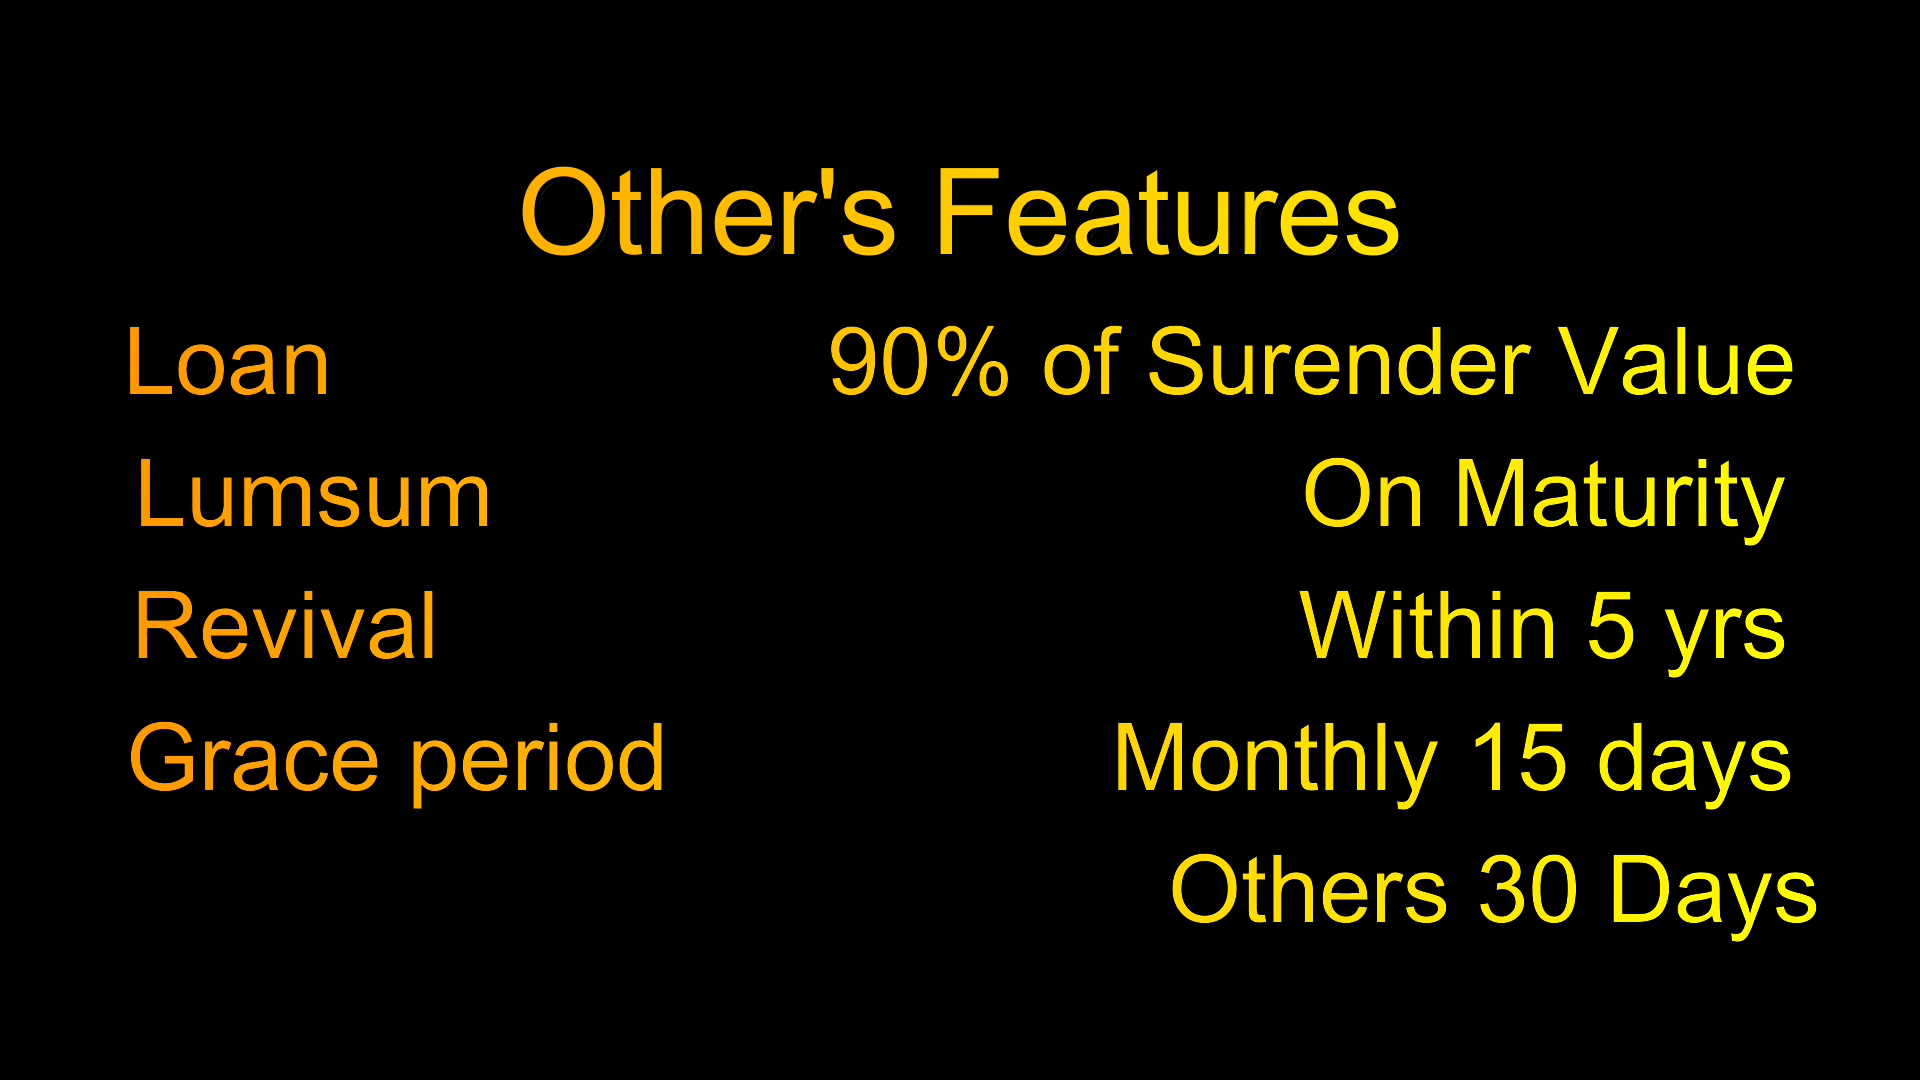 Other's Features
Loan 90% of Surender Value
Lumsum On Maturity
Revival Within 5 yrs
Grace period Monthly 15 days
Others 30 Days